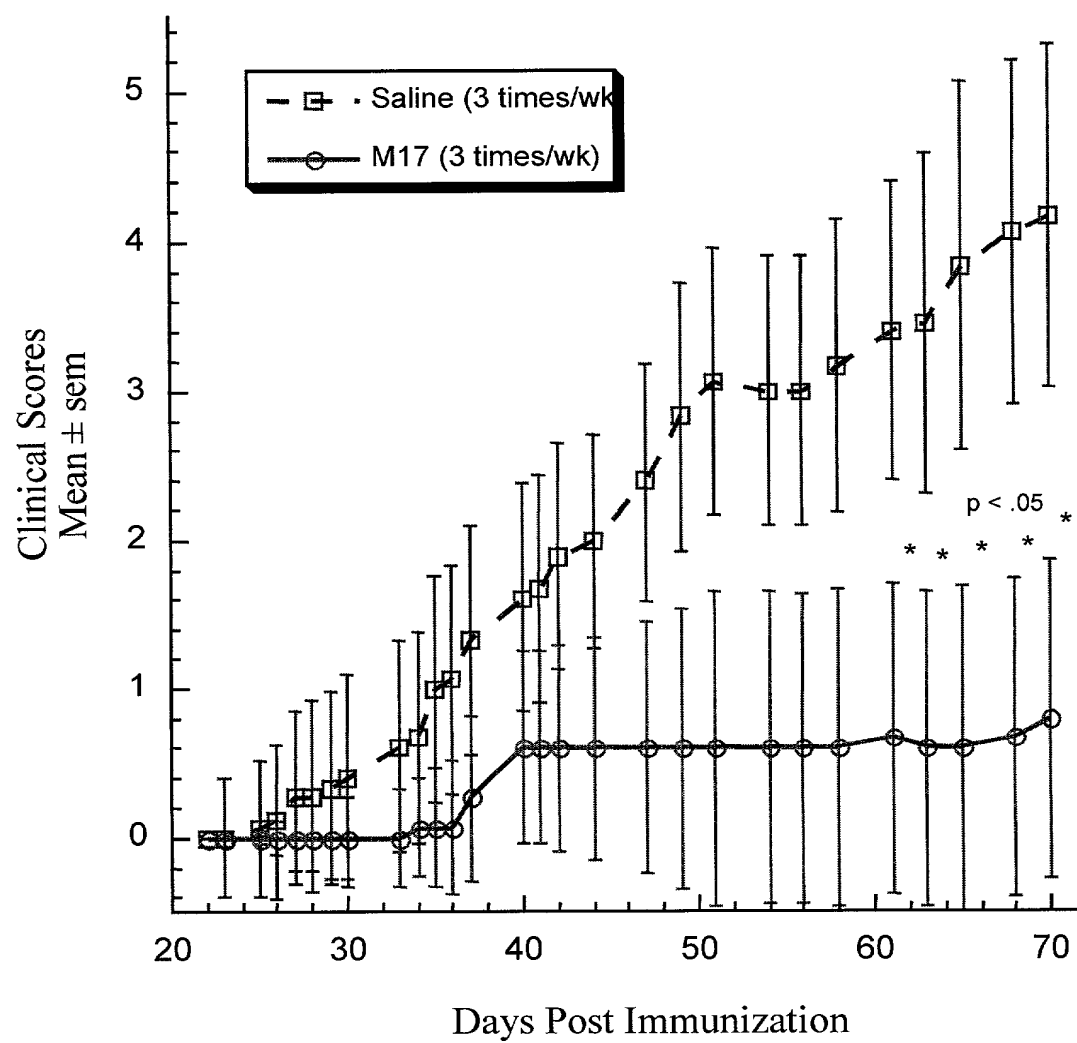 5
4
3
2
1
0
Clinical Scores
Mean ± sem
Saline (3 times/wk
M17 (3 times/wk)
p < .05
* * * * *
20 30 40 50 60 70
Days Post Immunization